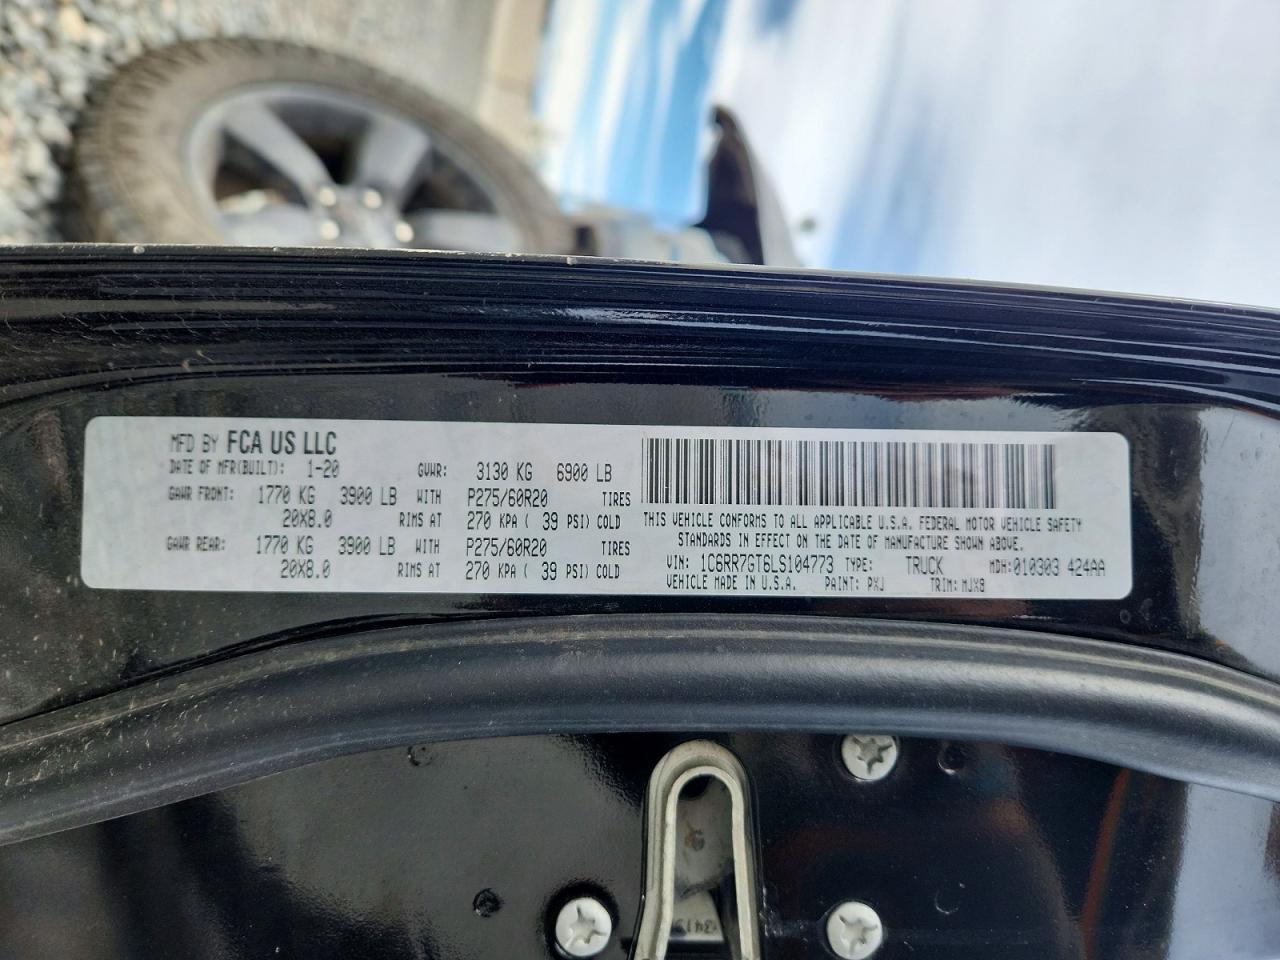 MFD BY FCA US LLC
DATE OF MFR(BUILT): 1-20 GVWR: 3130 KG 6900 LB
GAWR FRONT: 1770 KG 3900 LB WITH P275/60R20 TIRES
20X8.0 RIMS AT 270 KPA ( 39 PSI) COLD
GAWR REAR: 1770 KG 3900 LB WITH P275/60R20 TIRES
20X8.0 RIMS AT 270 KPA ( 39 PSI) COLD
THIS VEHICLE CONFORMS TO ALL APPLICABLE U.S.A. FEDERAL MOTOR VEHICLE SAFETY
STANDARDS IN EFFECT ON THE DATE OF MANUFACTURE SHOWN ABOVE.
VIN: 1C6RR7GT6LS104773 TYPE: TRUCK MDH:010303 424AA
VEHICLE MADE IN U.S.A. PAINT: PXJ TRIM: MJX8